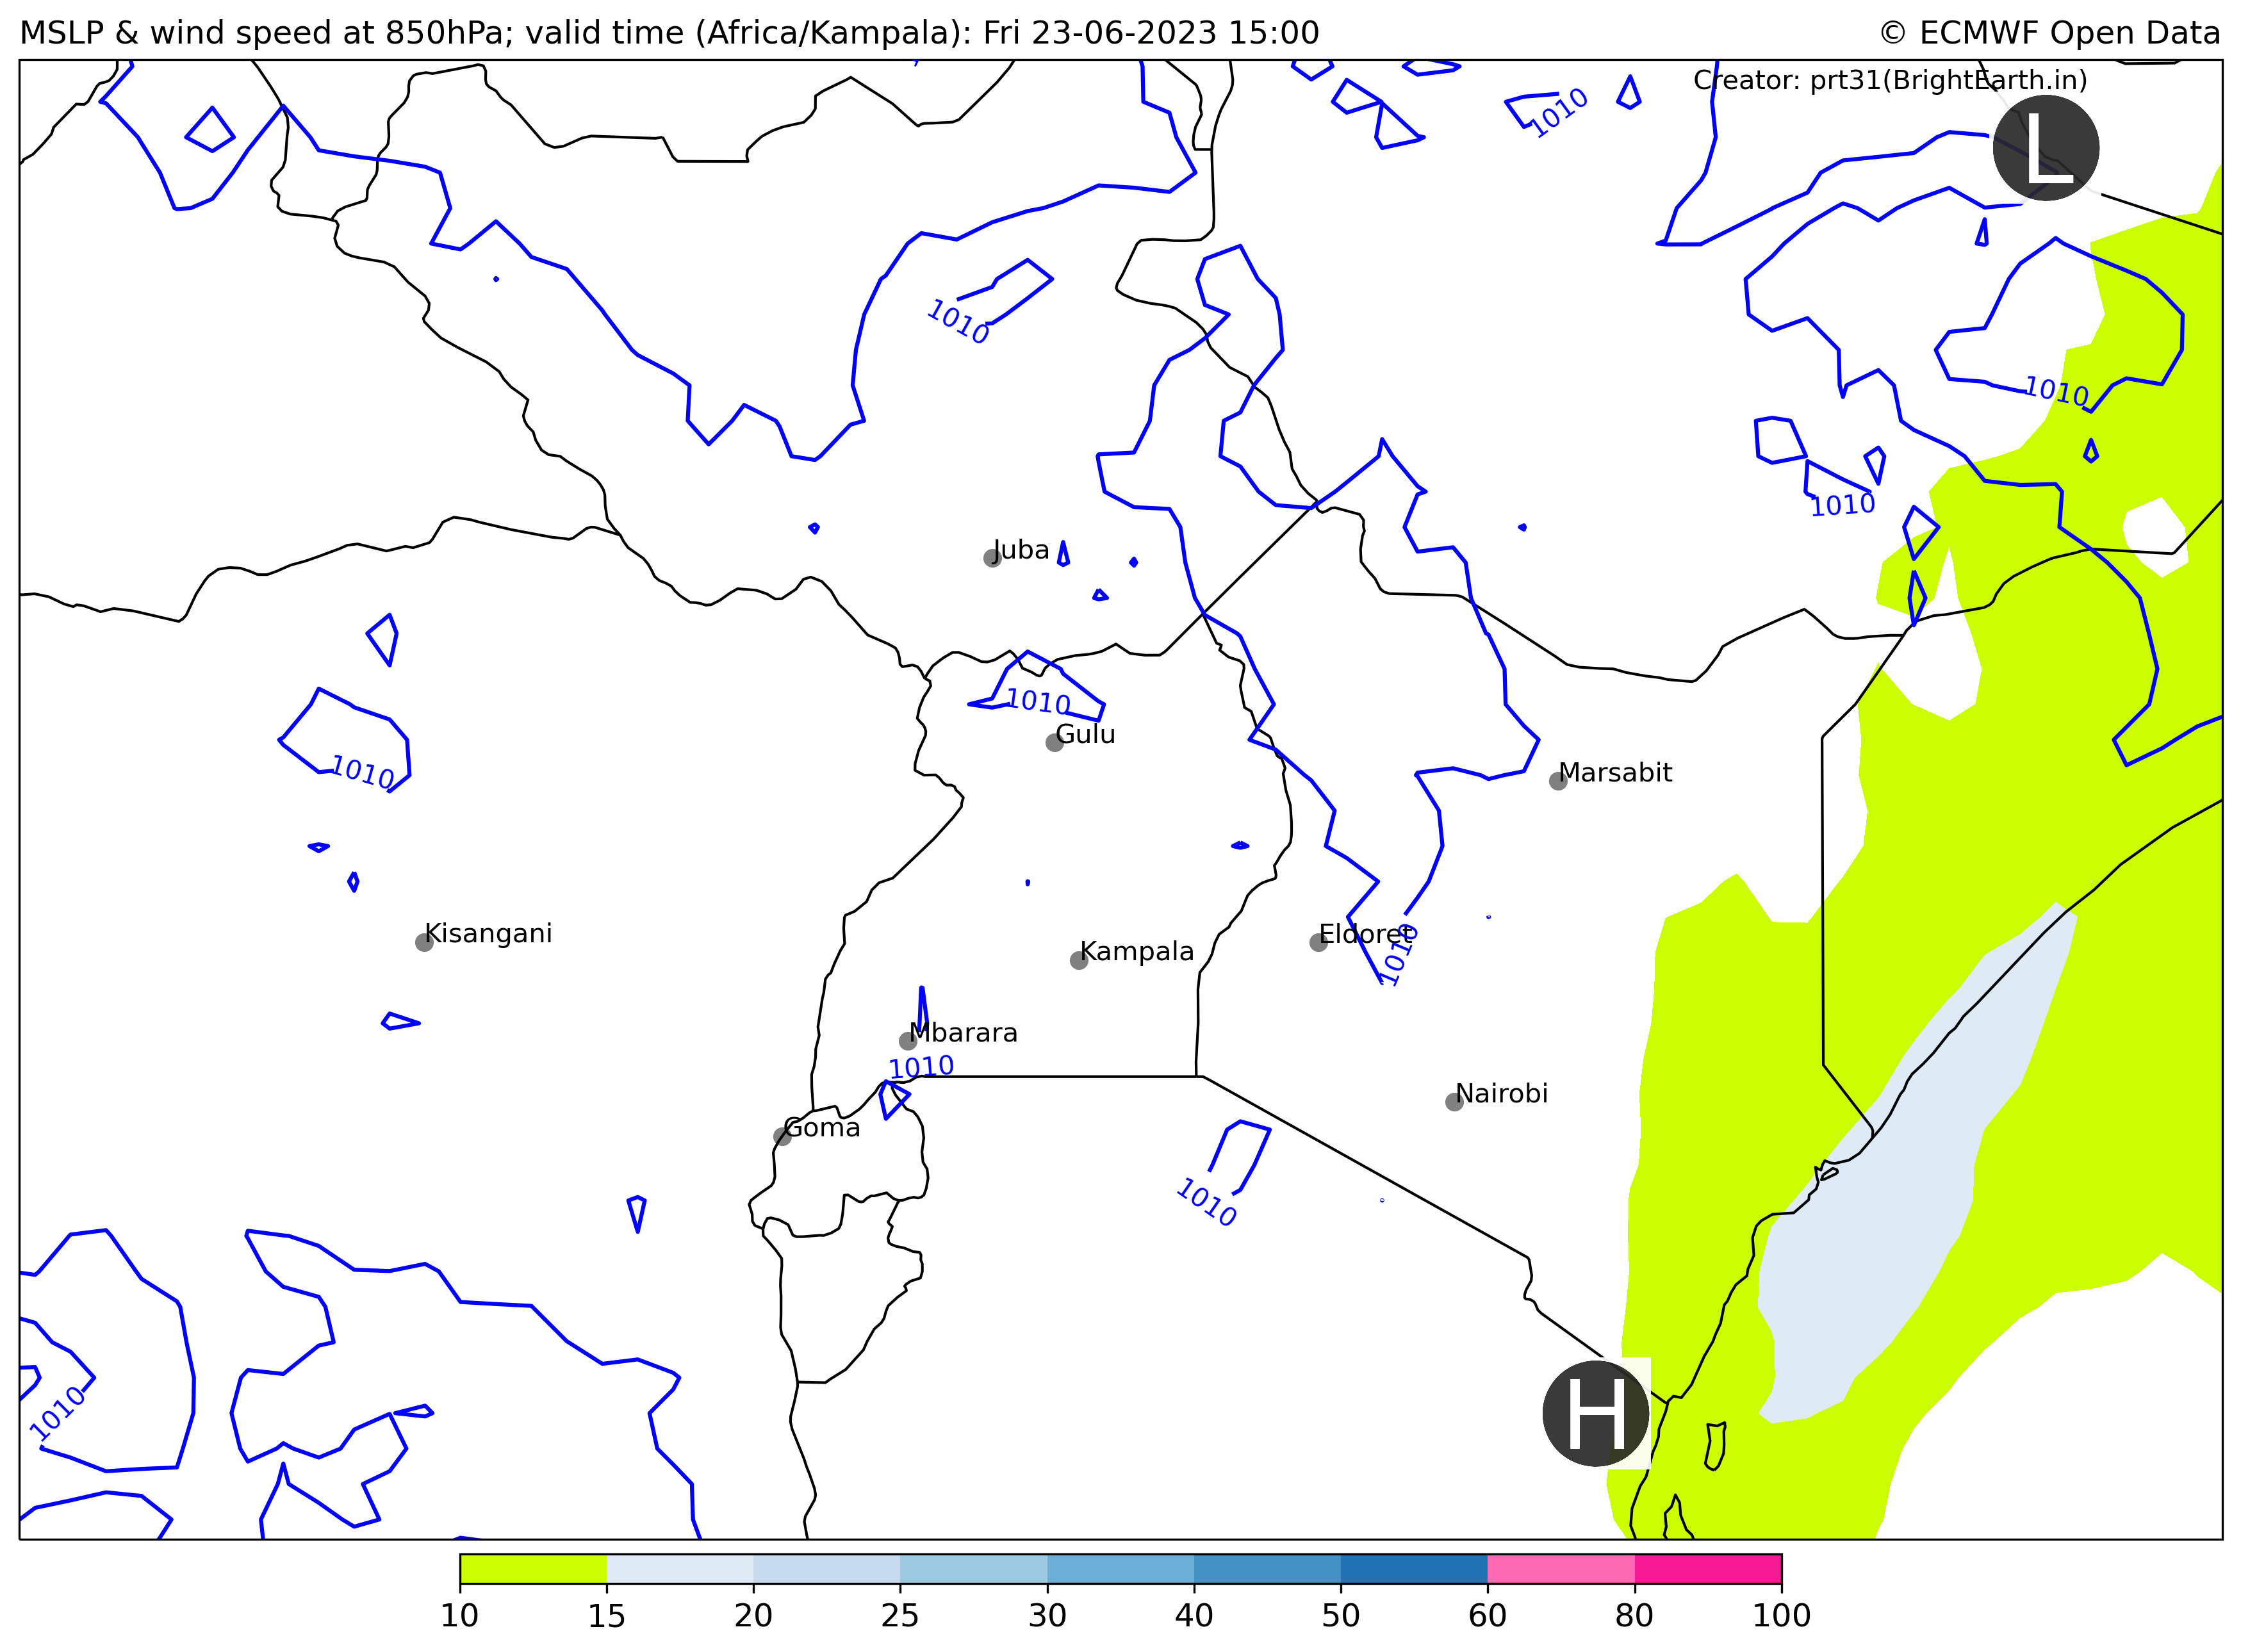 MSLP & wind speed at 850hPa; valid time (Africa/Kampala): Fri 23-06-2023 15:00
© ECMWF Open Data
Creator: prt31(BrightEarth.in)
L
1010
1010
1010
1010
Juba
1010
Gulu
1010
Marsabit
Kisangani
Eldoret
1010
Kampala
Mbarara
1010
Nairobi
Goma
1010
1010
H
10 15 20 25 30 40 50 60 80 100